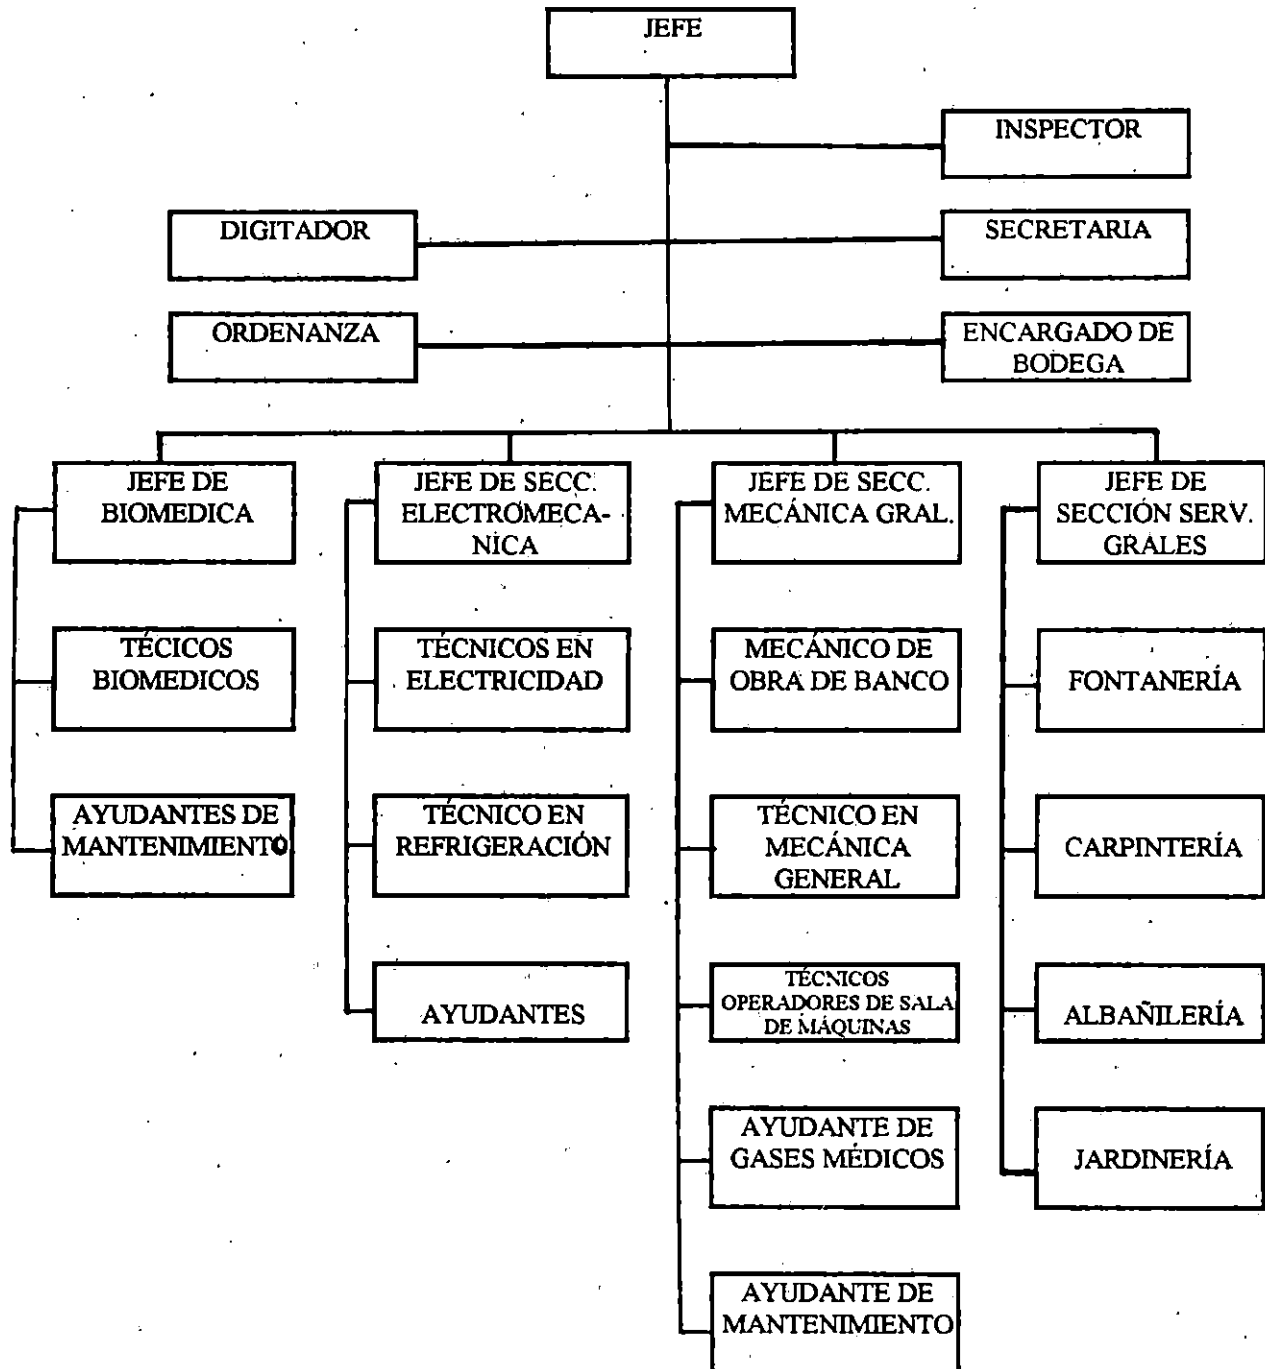 JEFE
INSPECTOR
DIGITADOR
SECRETARIA
ORDENANZA
ENCARGADO DE
BODEGA
JEFE DE
BIOMEDICA
JEFE DE SECC.
ELECTROMECA-
NICA
JEFE DE SECC.
MECÁNICA GRAL.
JEFE DE
SECCIÓN SERV.
GRALES
TÉCICOS
BIOMEDICOS
TÉCNICOS EN
ELECTRICIDAD
MECÁNICO DE
OBRA DE BANCO
FONTANERÍA
AYUDANTES DE
MANTENIMIENTO
TÉCNICO EN
REFRIGERACIÓN
TÉCNICO EN
MECÁNICA
GENERAL
CARPINTERÍA
AYUDANTES
TÉCNICOS
OPERADORES DE SALA
DE MÁQUINAS
ALBAÑILERÍA
AYUDANTE DE
GASES MÉDICOS
JARDINERÍA
AYUDANTE DE
MANTENIMIENTO